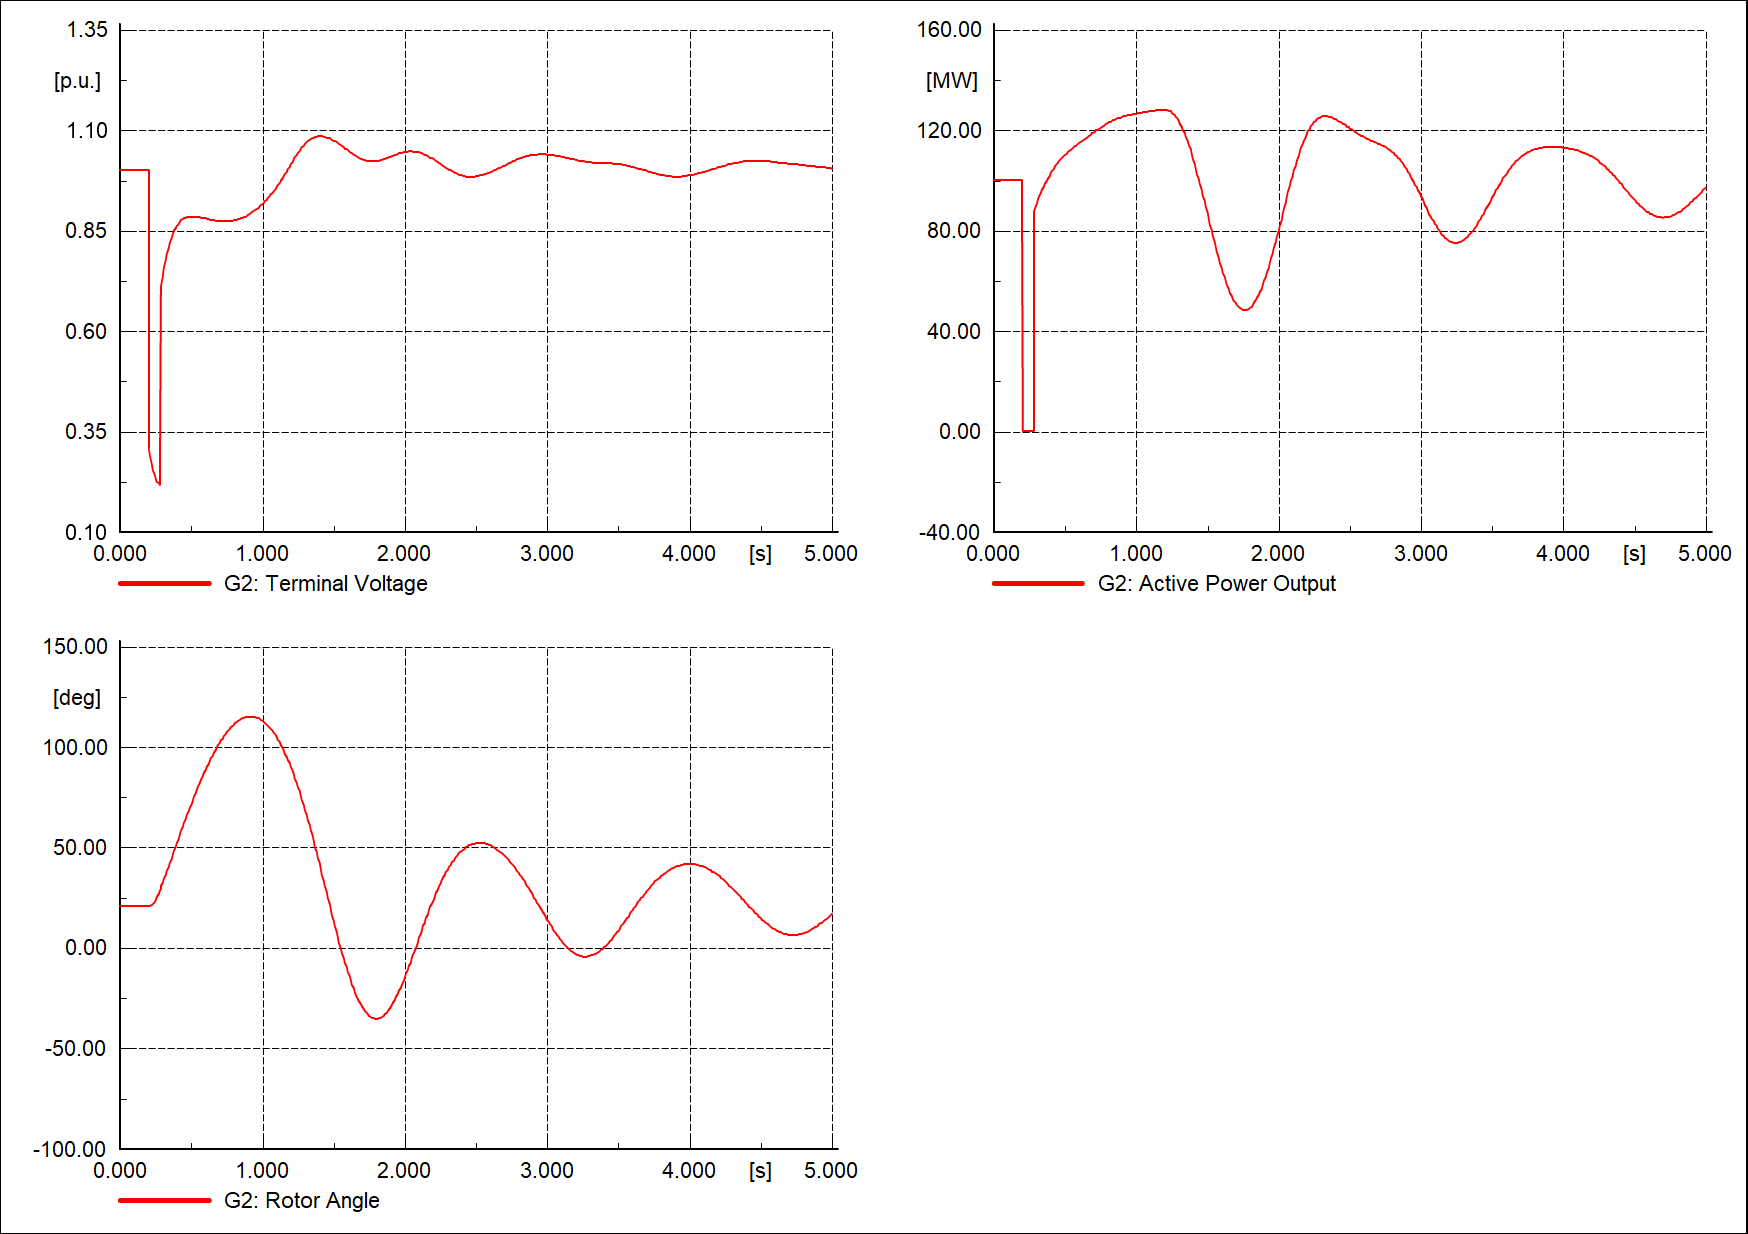 1.35
[p.u.]
1.10
0.85
0.60
0.35
0.10
0.000 1.000 2.000 3.000 4.000 [s] 5.000
G2: Terminal Voltage
160.00
[MW]
120.00
80.00
40.00
0.00
-40.00
0.000 1.000 2.000 3.000 4.000 [s] 5.000
G2: Active Power Output
150.00
[deg]
100.00
50.00
0.00
-50.00
-100.00
0.000 1.000 2.000 3.000 4.000 [s] 5.000
G2: Rotor Angle